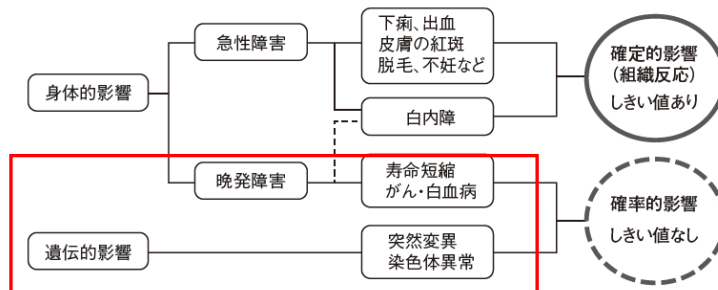 下痢、出血
皮膚の紅斑
脱毛、不妊など
急性障害
確定的影響
(組織反応)
しきい値あり
身体的影響
白内障
晩発障害
寿命短縮
がん・白血病
確率的影響
しきい値なし
遺伝的影響
突然変異
染色体異常